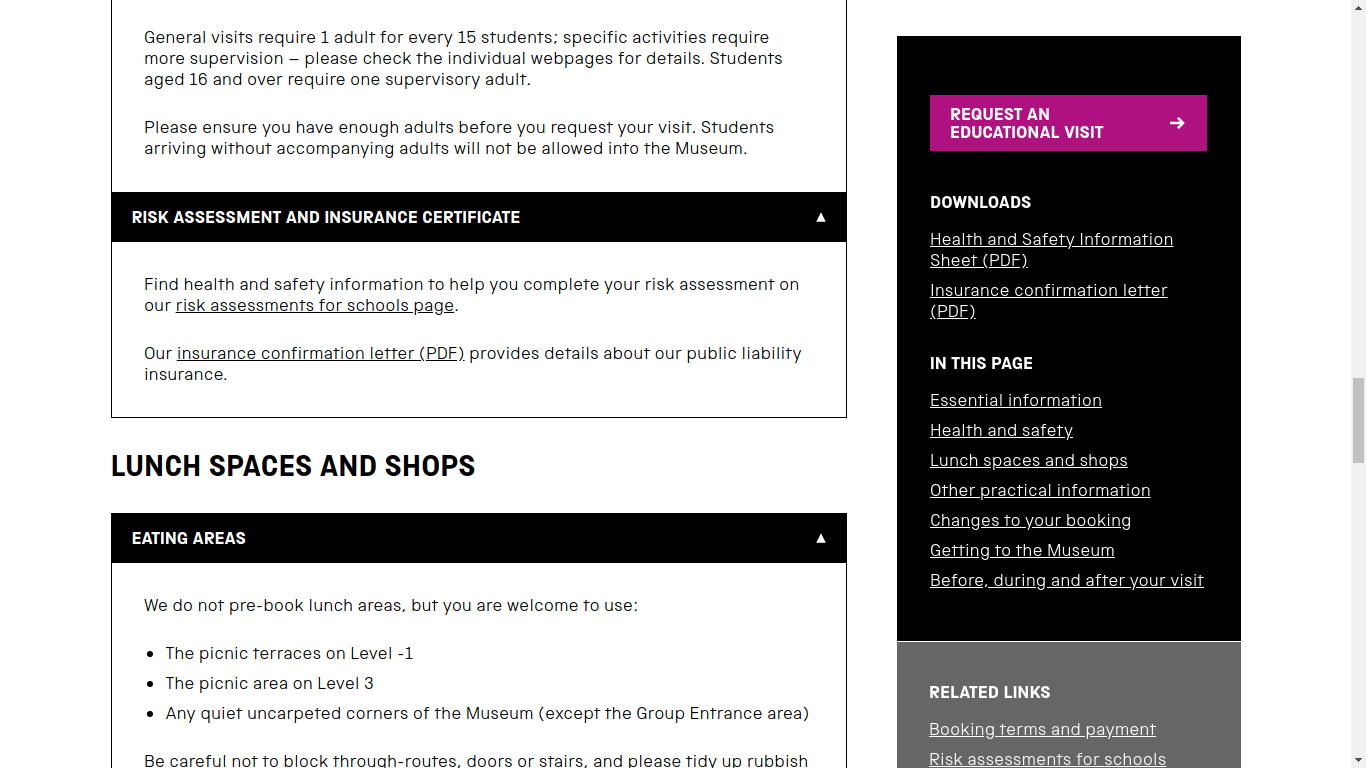 General visits require 1 adult for every 15 students; specific activities require
more supervision – please check the individual webpages for details. Students
aged 16 and over require one supervisory adult.
Please ensure you have enough adults before you request your visit. Students
arriving without accompanying adults will not be allowed into the Museum.
RISK ASSESSMENT AND INSURANCE CERTIFICATE
Find health and safety information to help you complete your risk assessment on
our risk assessments for schools page.
Our insurance confirmation letter (PDF) provides details about our public liability
insurance.
LUNCH SPACES AND SHOPS
EATING AREAS
We do not pre-book lunch areas, but you are welcome to use:
The picnic terraces on Level -1
The picnic area on Level 3
Any quiet uncarpeted corners of the Museum (except the Group Entrance area)
Be careful not to block through-routes, doors or stairs, and please tidy up rubbish
REQUEST AN
EDUCATIONAL VISIT
DOWNLOADS
Health and Safety Information
Sheet (PDF)
Insurance confirmation letter
(PDF)
IN THIS PAGE
Essential information
Health and safety
Lunch spaces and shops
Other practical information
Changes to your booking
Getting to the Museum
Before, during and after your visit
RELATED LINKS
Booking terms and payment
Risk assessments for schools